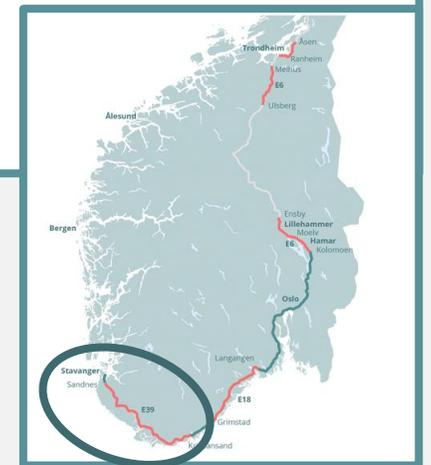 Åsen
Trondheim
Ranheim
Melhus
E6
Ulsberg
Ålesund
Ensby
Lillehammer
Moelv
Bergen
Hamar
E6
Kolomoen
Oslo
Langangen
Stavanger
Sandnes
E18
E39
Grimstad